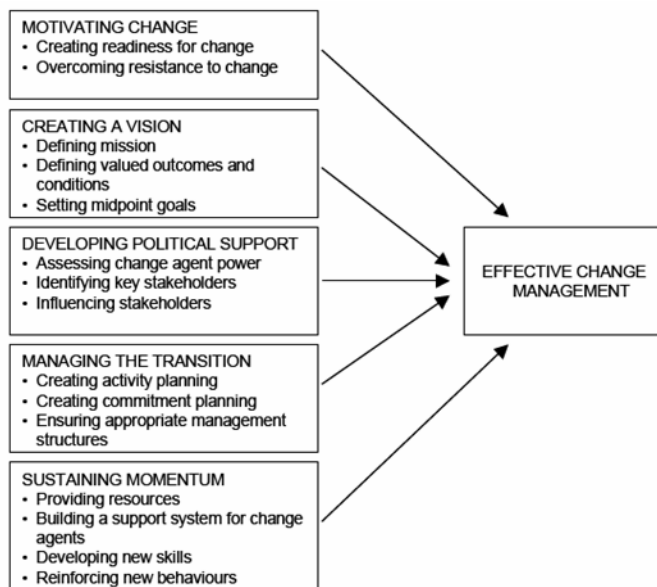 MOTIVATING CHANGE
• Creating readiness for change
• Overcoming resistance to change
CREATING A VISION
• Defining mission
• Defining valued outcomes and
conditions
• Setting midpoint goals
DEVELOPING POLITICAL SUPPORT
• Assessing change agent power
• Identifying key stakeholders
• Influencing stakeholders
MANAGING THE TRANSITION
• Creating activity planning
• Creating commitment planning
• Ensuring appropriate management
structures
SUSTAINING MOMENTUM
• Providing resources
• Building a support system for change
agents
• Developing new skills
• Reinforcing new behaviours
EFFECTIVE CHANGE
MANAGEMENT